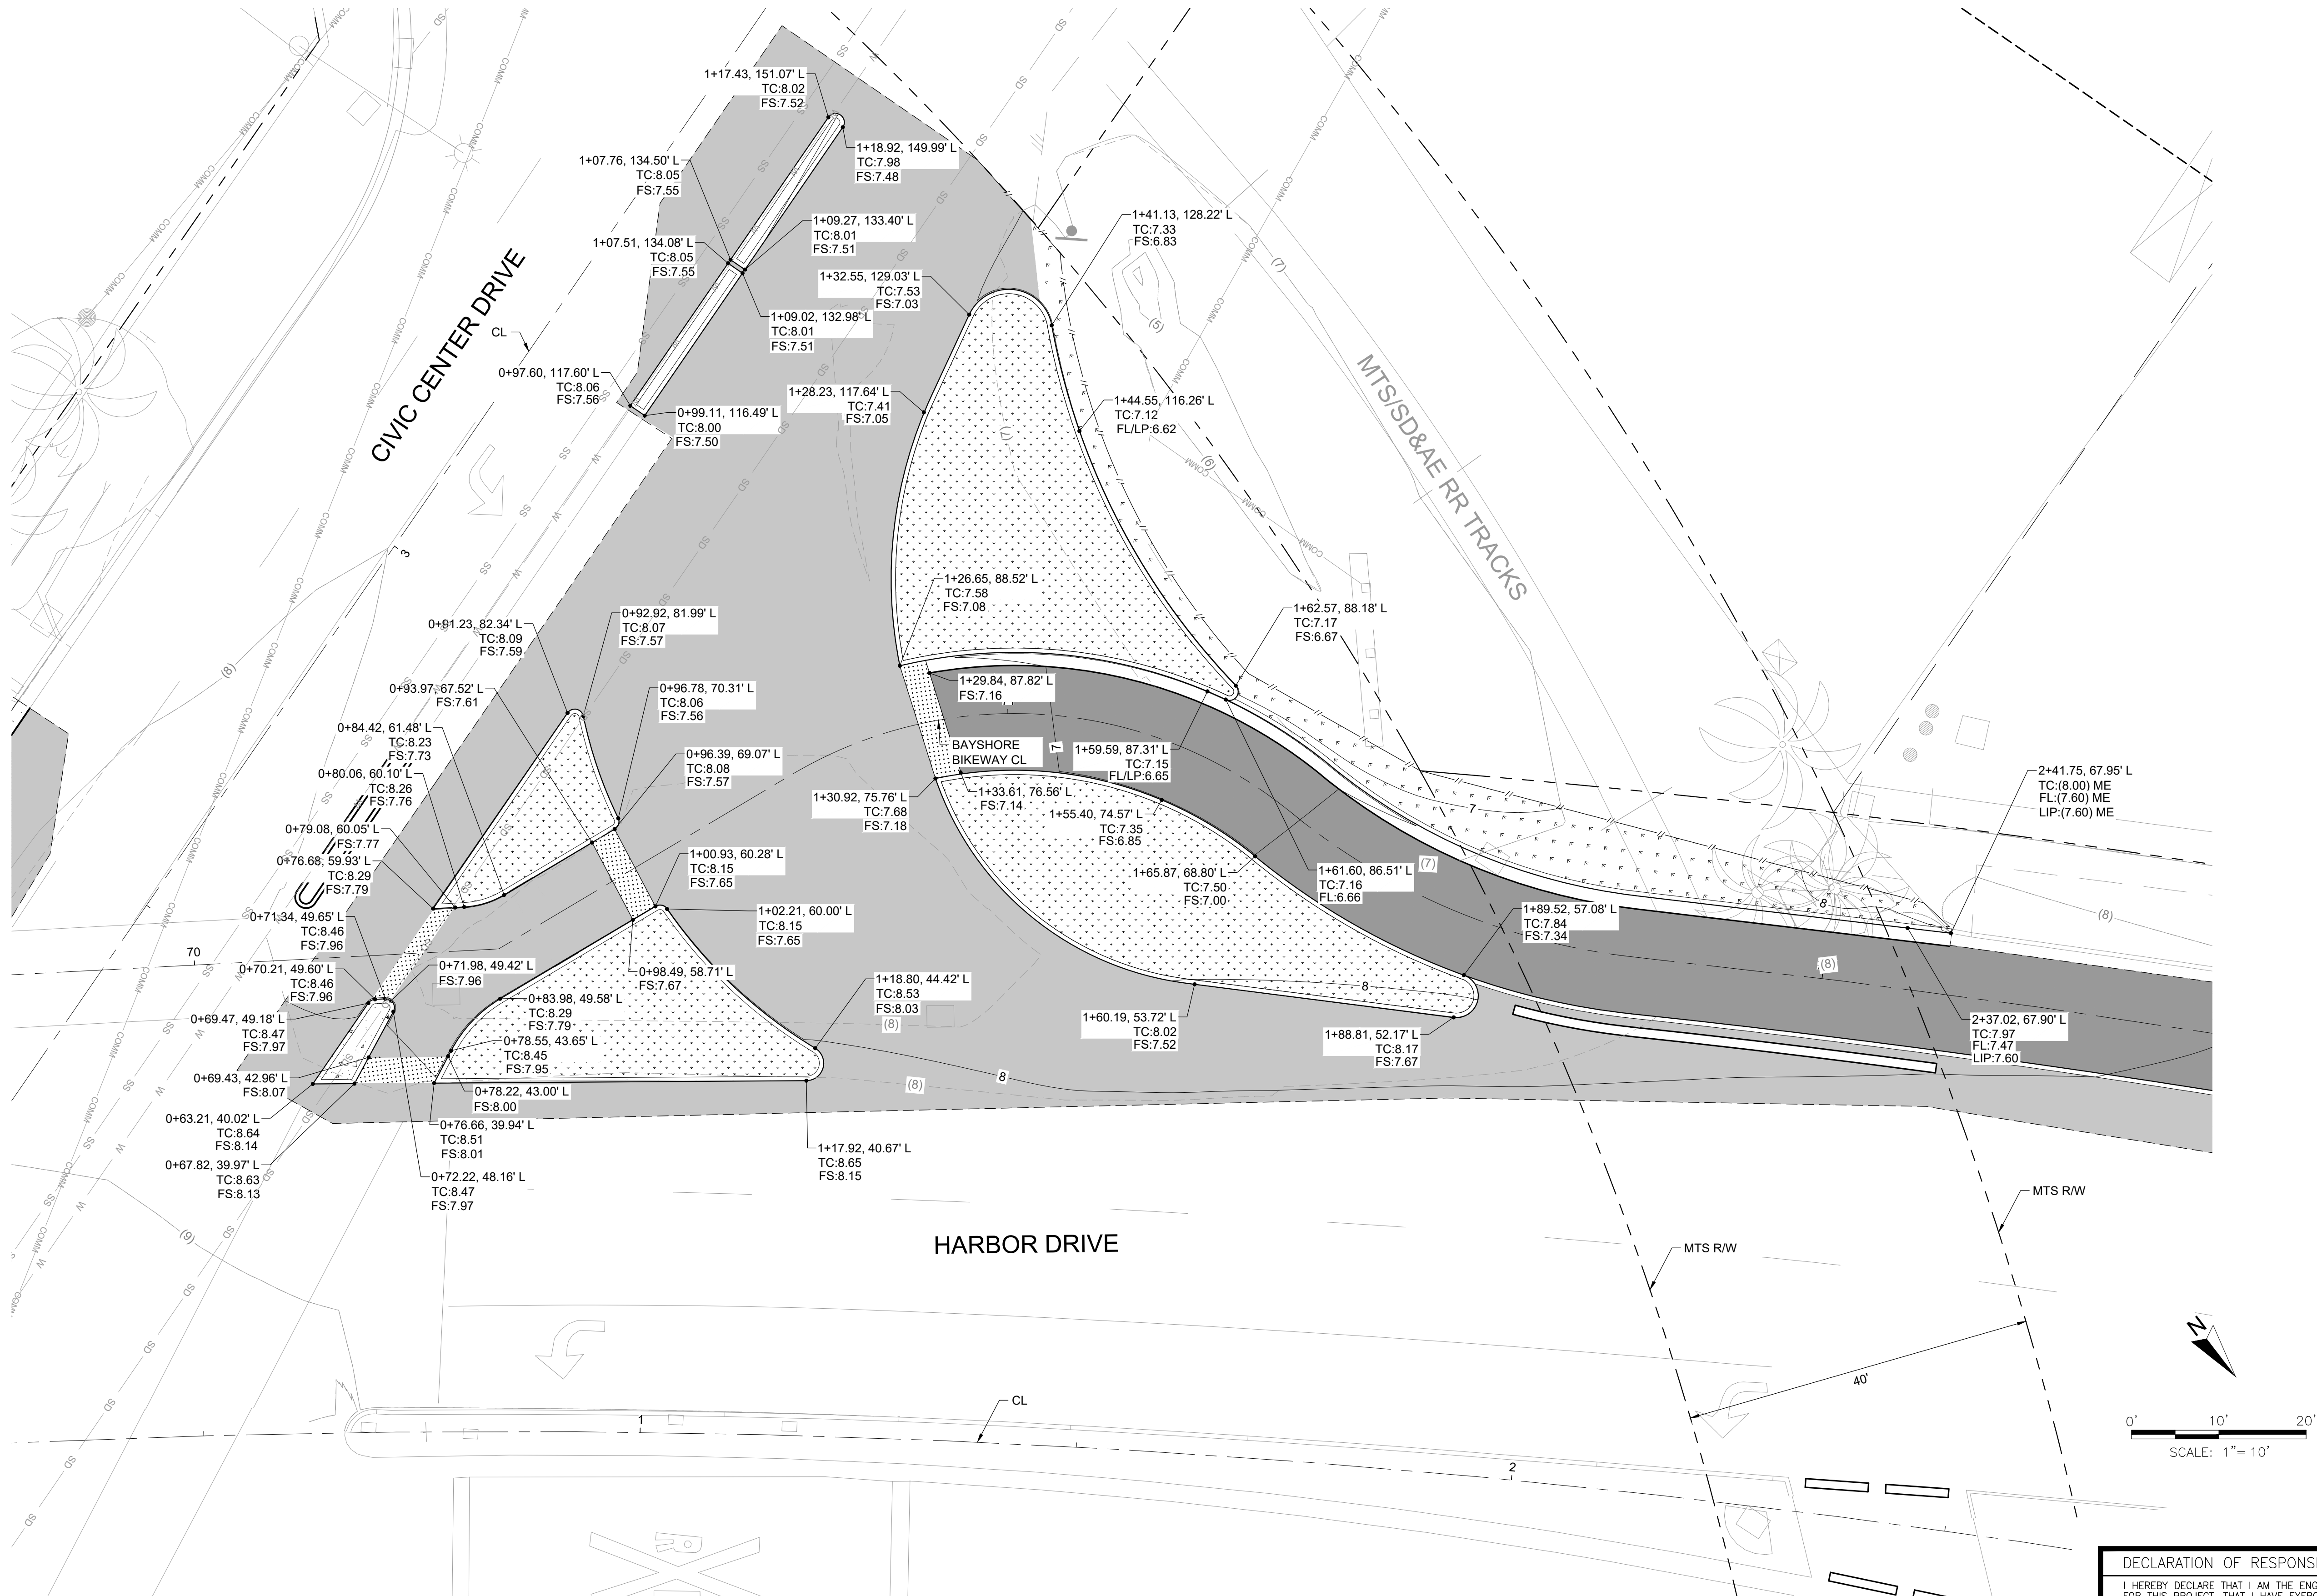 1+17.43, 151.07' L
TC:8.02
FS:7.52
1+18.92, 149.99' L
TC:7.98
FS:7.48
1+07.76, 134.50' L
TC:8.05
FS:7.55
1+09.27, 133.40' L
TC:8.01
FS:7.51
1+07.51, 134.08' L
TC:8.05
FS:7.55
1+09.02, 132.98' L
TC:8.01
FS:7.51
1+41.13, 128.22' L
TC:7.33
FS:6.83
1+32.55, 129.03' L
TC:7.53
FS:7.03
CL
CIVIC CENTER DRIVE
0+97.60, 117.60' L
TC:8.06
FS:7.56
0+99.11, 116.49' L
TC:8.00
FS:7.50
1+28.23, 117.64' L
TC:7.41
FS:7.05
1+44.55, 116.26' L
TC:7.12
FL/LP:6.62
MTS/SD&AE RR TRACKS
(7)
(5)
(6)
(7)
3
1+26.65, 88.52' L
TC:7.58
FS:7.08
1+62.57, 88.18' L
TC:7.17
FS:6.67
0+92.92, 81.99' L
TC:8.07
FS:7.57
0+91.23, 82.34' L
TC:8.09
FS:7.59
(8)
0+93.97, 67.52' L
FS:7.61
0+96.78, 70.31' L
TC:8.06
FS:7.56
1+29.84, 87.82' L
FS:7.16
0+84.42, 61.48' L
TC:8.23
FS:7.73
0+96.39, 69.07' L
TC:8.08
FS:7.57
BAYSHORE
BIKEWAY CL
7
1+59.59, 87.31' L
TC:7.15
FL/LP:6.65
0+80.06, 60.10' L
TC:8.26
FS:7.76
1+30.92, 75.76' L
TC:7.68
FS:7.18
1+33.61, 76.56' L
FS:7.14
1+55.40, 74.57' L
TC:7.35
FS:6.85
7
2+41.75, 67.95' L
TC:(8.00) ME
FL:(7.60) ME
LIP:(7.60) ME
0+79.08, 60.05' L
FS:7.77
0+76.68, 59.93' L
TC:8.29
FS:7.79
1+00.93, 60.28' L
TC:8.15
FS:7.65
1+65.87, 68.80' L
TC:7.50
FS:7.00
1+61.60, 86.51' L
TC:7.16
FL:6.66
(7)
8
0+71.34, 49.65' L
TC:8.46
FS:7.96
1+02.21, 60.00' L
TC:8.15
FS:7.65
1+89.52, 57.08' L
TC:7.84
FS:7.34
(8)
70
0+70.21, 49.60' L
TC:8.46
FS:7.96
0+71.98, 49.42' L
FS:7.96
0+98.49, 58.71' L
FS:7.67
1+18.80, 44.42' L
TC:8.53
FS:8.03
(8)
8
(8)
0+83.98, 49.58' L
TC:8.29
FS:7.79
0+69.47, 49.18' L
TC:8.47
FS:7.97
1+60.19, 53.72' L
TC:8.02
FS:7.52
1+88.81, 52.17' L
TC:8.17
FS:7.67
2+37.02, 67.90' L
TC:7.97
FL:7.47
LIP:7.60
0+78.55, 43.65' L
TC:8.45
FS:7.95
0+69.43, 42.96' L
FS:8.07
0+78.22, 43.00' L
FS:8.00
(8)
8
0+63.21, 40.02' L
TC:8.64
FS:8.14
0+76.66, 39.94' L
TC:8.51
FS:8.01
1+17.92, 40.67' L
TC:8.65
FS:8.15
0+67.82, 39.97' L
TC:8.63
FS:8.13
0+72.22, 48.16' L
TC:8.47
FS:7.97
MTS R/W
(9)
HARBOR DRIVE
MTS R/W
N
40'
CL
1
2
0' 10' 20'
SCALE: 1"= 10'
DECLARATION OF RESPONS
I HEREBY DECLARE THAT I AM THE ENG